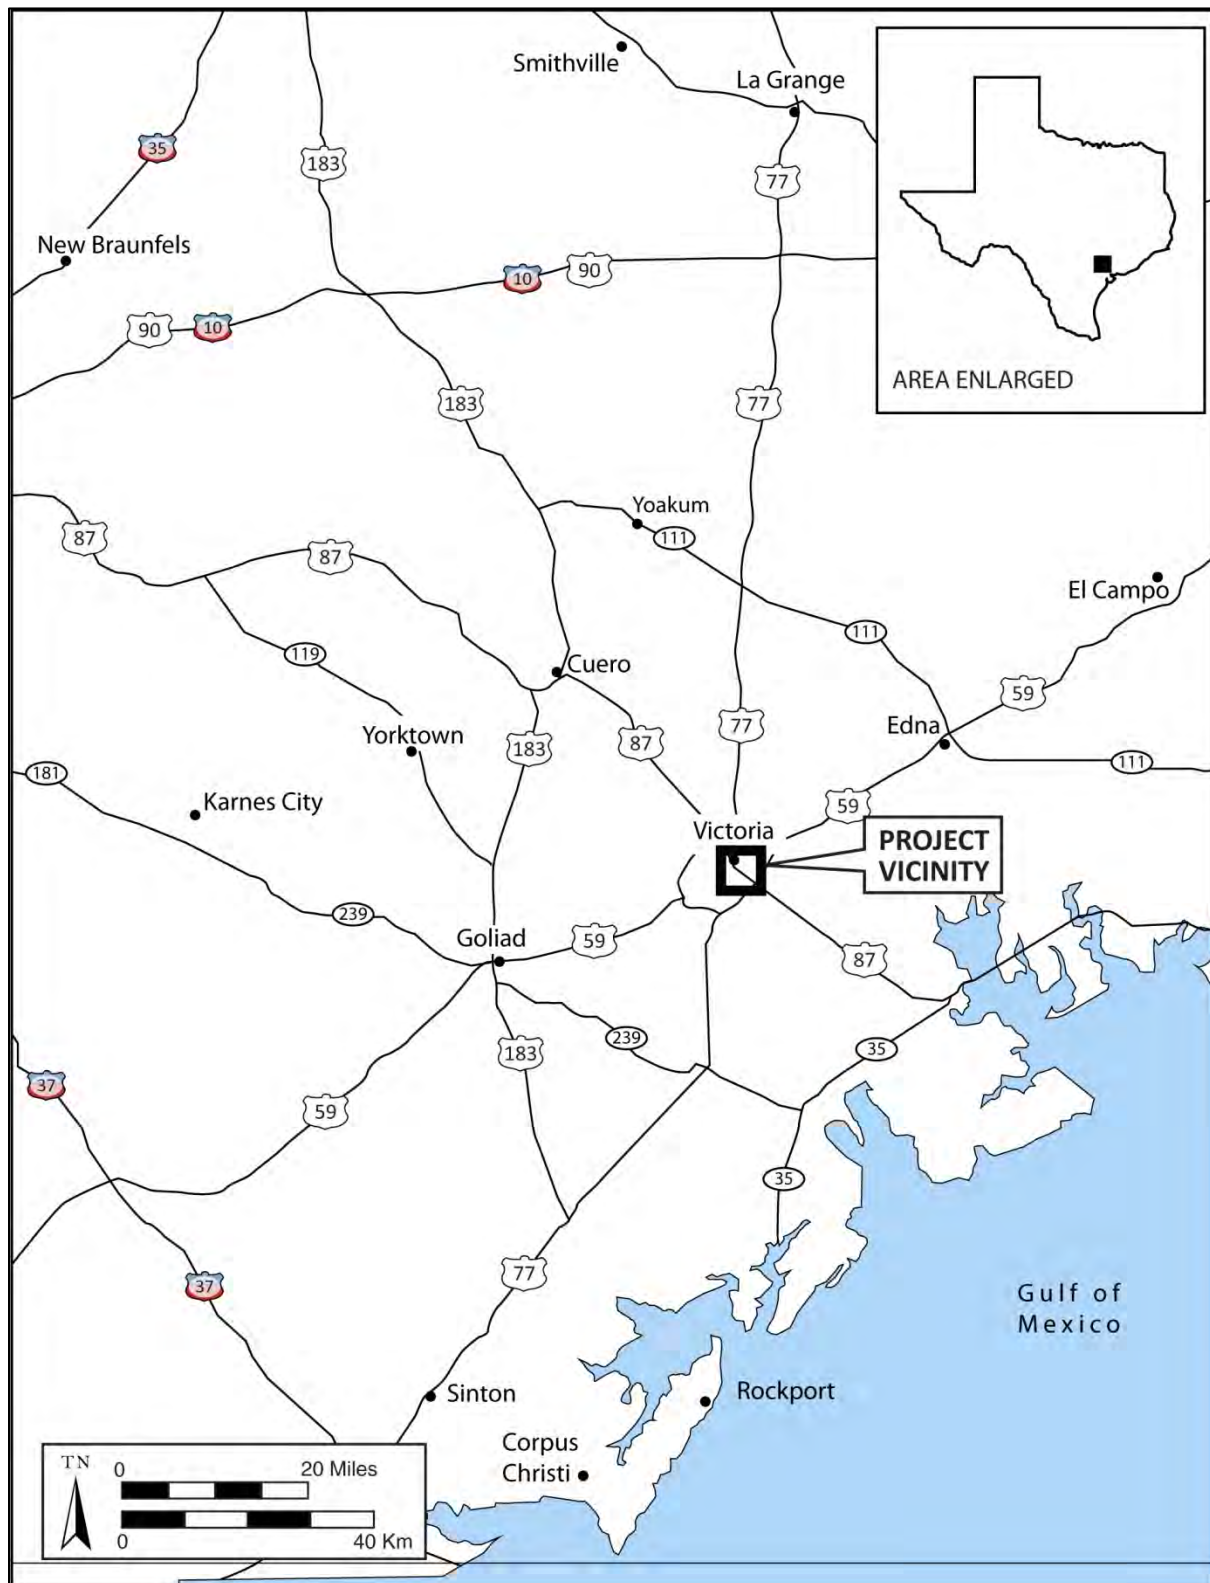 Smithville
La Grange
35
183
77
New Braunfels
10
90
90
10
AREA ENLARGED
183
77
Yoakum
87
111
87
El Campo
111
119
Cuero
59
Yorktown
183
87
77
Edna
181
111
Karnes City
59
Victoria
PROJECT
VICINITY
239
Goliad
59
87
239
35
183
37
59
35
77
37
Gulf of
Mexico
Sinton
Rockport
Corpus
Christi
TN
0
20 Miles
0
40 Km